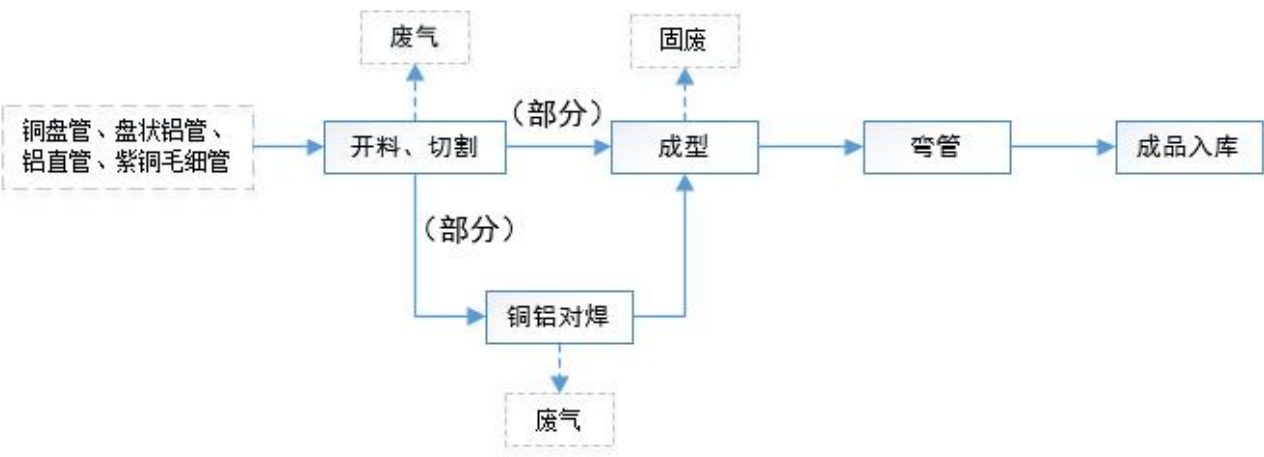 废气
固废
（部分）
铜盘管、盘状铝管、
铝直管、紫铜毛细管
开料、切割
成型
弯管
成品入库
（部分）
铜铝对焊
废气